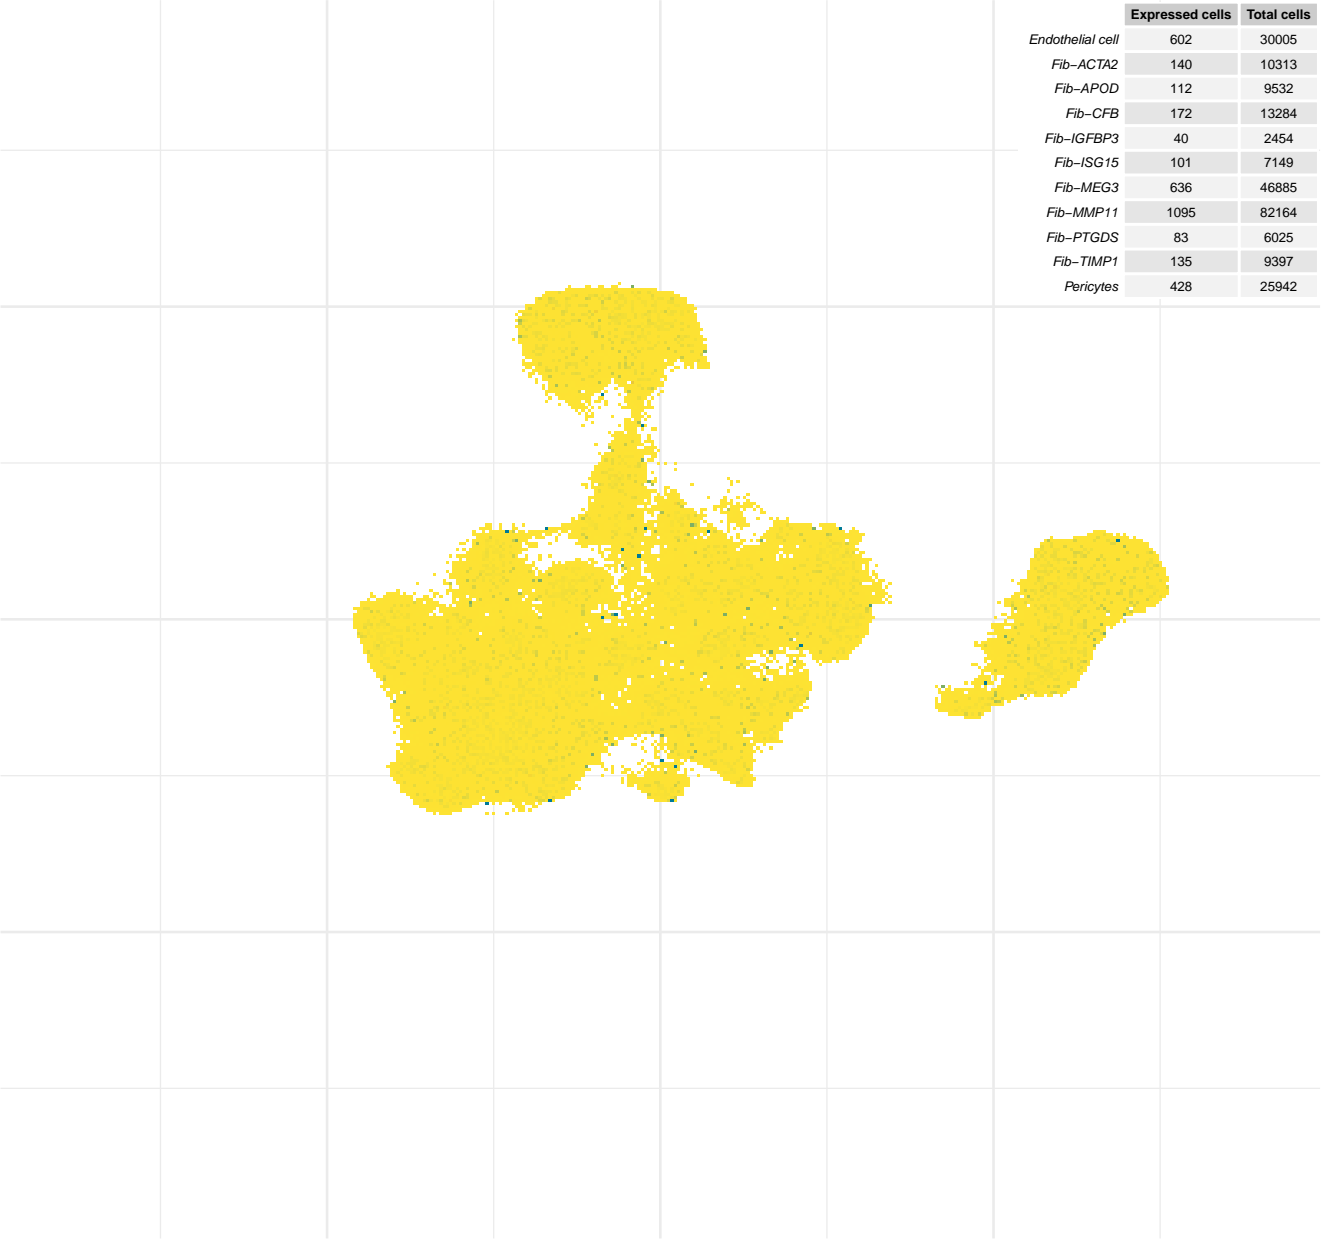 Expressed cells Total cells
Endothelial cell 602 30005
Fib−ACTA2 140 10313
Fib−APOD 112 9532
Fib−CFB 172 13284
Fib−IGFBP3 40 2454
Fib−ISG15 101 7149
Fib−MEG3 636 46885
Fib−MMP11 1095 82164
Fib−PTGDS 83 6025
Fib−TIMP1 135 9397
Pericytes 428 25942